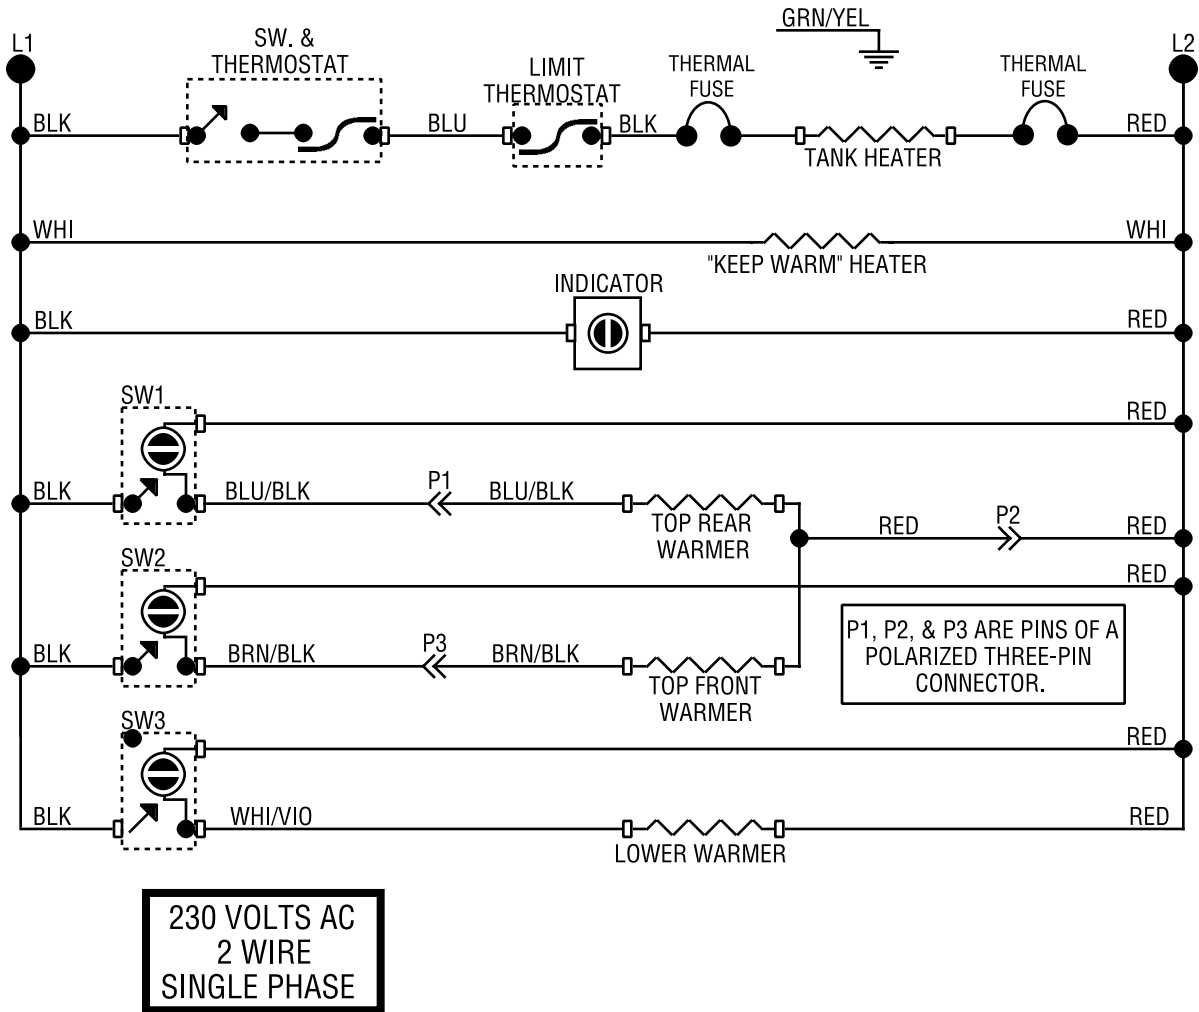 GRN/YEL
L1
SW. &
THERMOSTAT
LIMIT
THERMOSTAT
THERMAL
FUSE
THERMAL
FUSE
L2
BLK
BLU
BLK
TANK HEATER
RED
WHI
"KEEP WARM" HEATER
WHI
INDICATOR
BLK
RED
SW1
RED
BLK
BLU/BLK
P1
BLU/BLK
TOP REAR
WARMER
RED
P2
RED
SW2
RED
BLK
BRN/BLK
P3
BRN/BLK
TOP FRONT
WARMER
P1, P2, & P3 ARE PINS OF A
POLARIZED THREE-PIN
CONNECTOR.
SW3
RED
BLK
WHI/VIO
LOWER WARMER
RED
230 VOLTS AC
2 WIRE
SINGLE PHASE